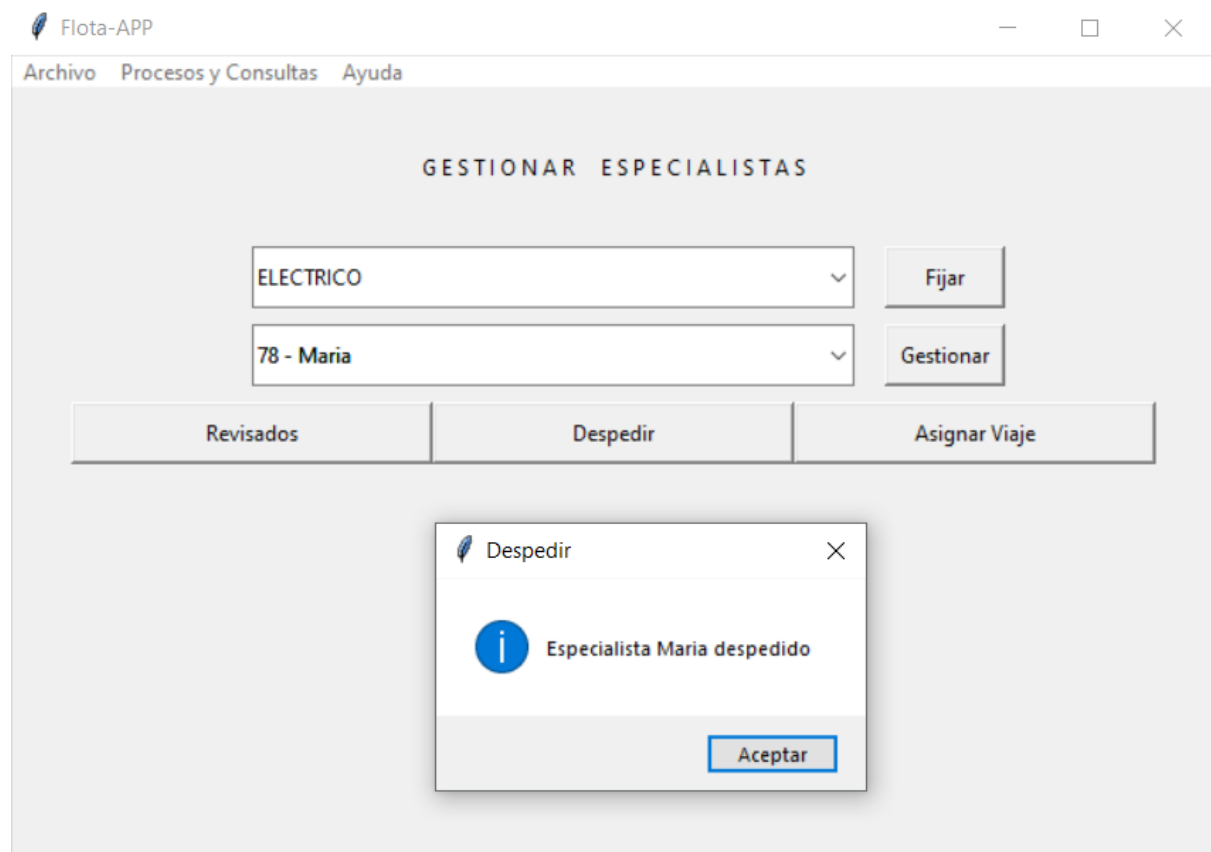 Flota-APP
Archivo Procesos y Consultas Ayuda
GESTIONAR ESPECIALISTAS
ELECTRICO
Fijar
78 - Maria
Gestionar
Revisados Despedir Asignar Viaje
Despedir
Especialista Maria despedido
Aceptar